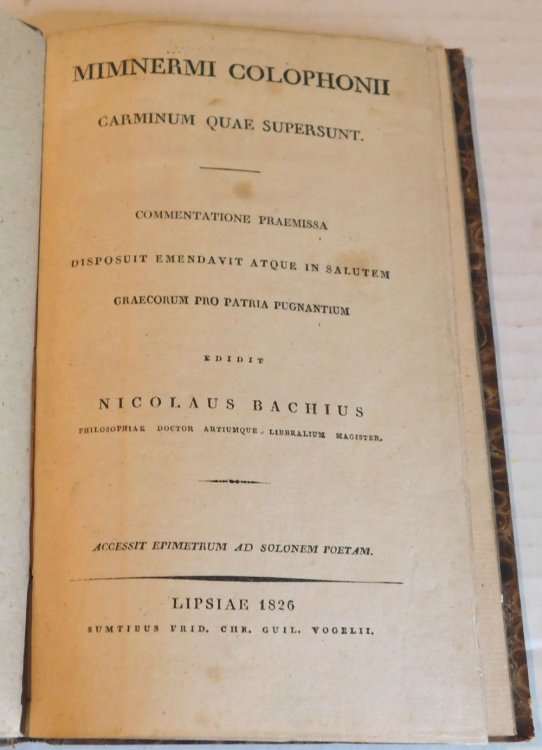 MIMNERMI COLOPHONII
CARMINUM QUAE SUPERSUNT.
COMMENTATIONE PRAEMISSA
DISPOSUIT EMENDAVIT ATQUE IN SALUTEM
GRAECORUM PRO PATRIA PUGNANTIUM
EDIDIT
NICOLAUS BACHIUS
PHILOSOPHIAE DOCTOR ARTIUMQUE LIBERALIUM MAGISTER.
ACCESSIT EPIMETRUM AD SOLONEM POETAM.
LIPSIAE 1826
SUMTIBUS FRID. CHR. GUIL. VOGELII.